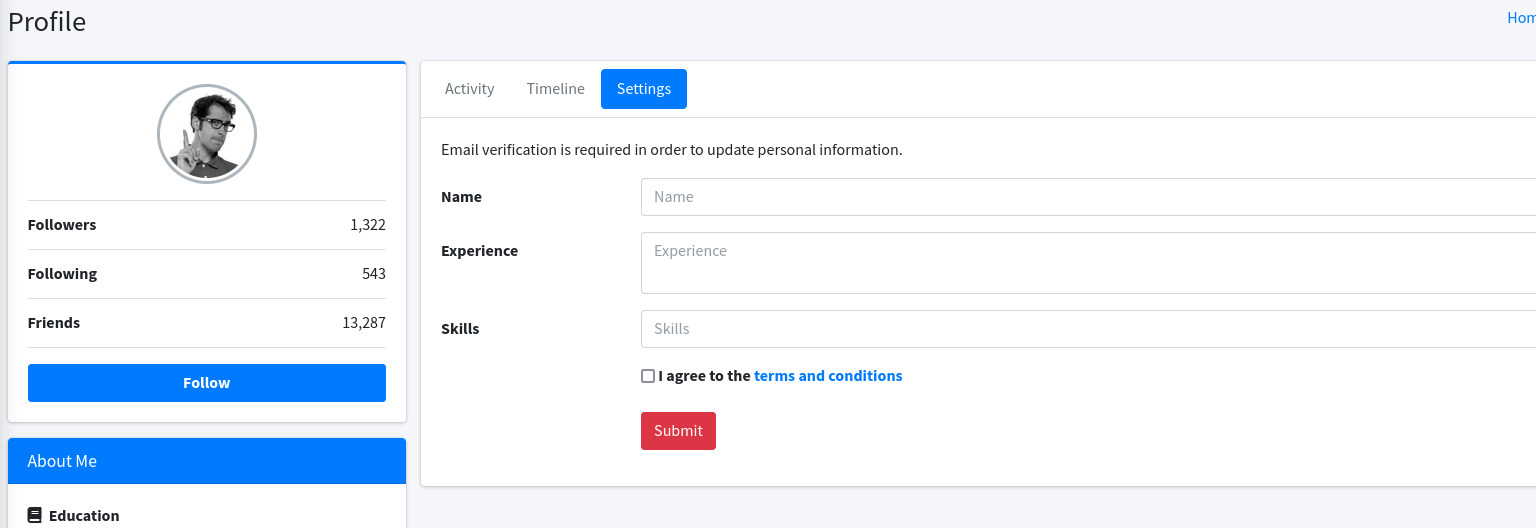 Profile
Hom
Followers 1,322
Following 543
Friends 13,287
Follow
About Me
Education
Activity Timeline Settings
Email verification is required in order to update personal information.
Name Name
Experience Experience
Skills Skills
I agree to the terms and conditions
Submit